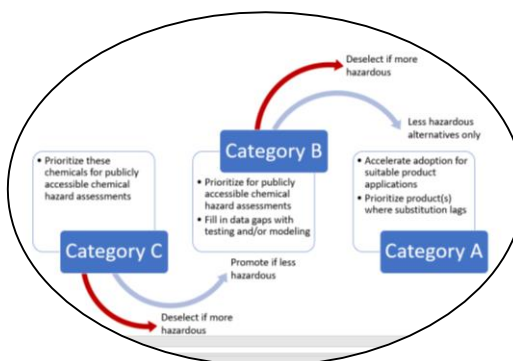 Deselect if more
hazardous
Less hazardous
alternatives only
Category B
• Prioritize these
chemicals for publicly
accessible chemical
hazard assessments
• Prioritize for publicly
accessible chemical
hazard assessments
• Fill in data gaps with
testing and/or modeling
• Accelerate adoption for
suitable product
applications
• Prioritize product(s)
where substitution lags
Category C
Category A
Promote if less
hazardous
Deselect if more
hazardous